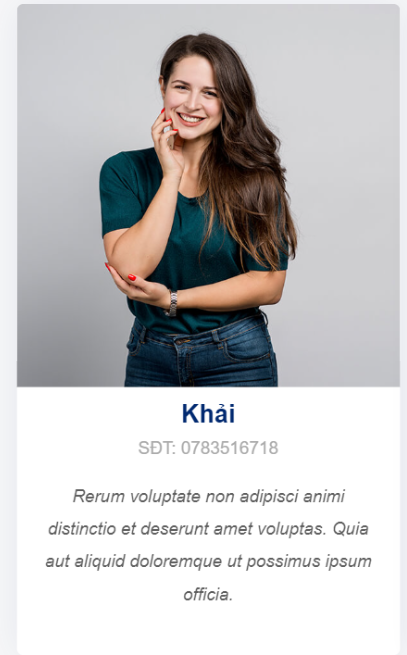 Khải
SĐT: 0783516718
Rerum voluptate non adipisci animi
distinctio et deserunt amet voluptas. Quia
aut aliquid doloremque ut possimus ipsum
officia.